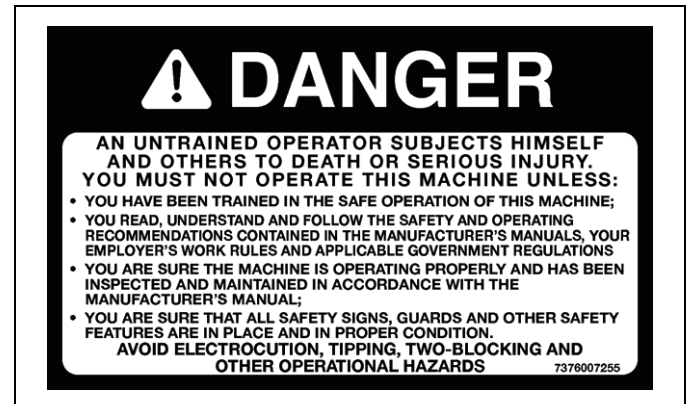 DANGER
AN UNTRAINED OPERATOR SUBJECTS HIMSELF
AND OTHERS TO DEATH OR SERIOUS INJURY.
YOU MUST NOT OPERATE THIS MACHINE UNLESS:
• YOU HAVE BEEN TRAINED IN THE SAFE OPERATION OF THIS MACHINE;
• YOU READ, UNDERSTAND AND FOLLOW THE SAFETY AND OPERATING
RECOMMENDATIONS CONTAINED IN THE MANUFACTURER'S MANUALS, YOUR
EMPLOYER'S WORK RULES AND APPLICABLE GOVERNMENT REGULATIONS
• YOU ARE SURE THE MACHINE IS OPERATING PROPERLY AND HAS BEEN
INSPECTED AND MAINTAINED IN ACCORDANCE WITH THE
MANUFACTURER'S MANUAL;
• YOU ARE SURE THAT ALL SAFETY SIGNS, GUARDS AND OTHER SAFETY
FEATURES ARE IN PLACE AND IN PROPER CONDITION.
AVOID ELECTROCUTION, TIPPING, TWO-BLOCKING AND
OTHER OPERATIONAL HAZARDS 7376007255